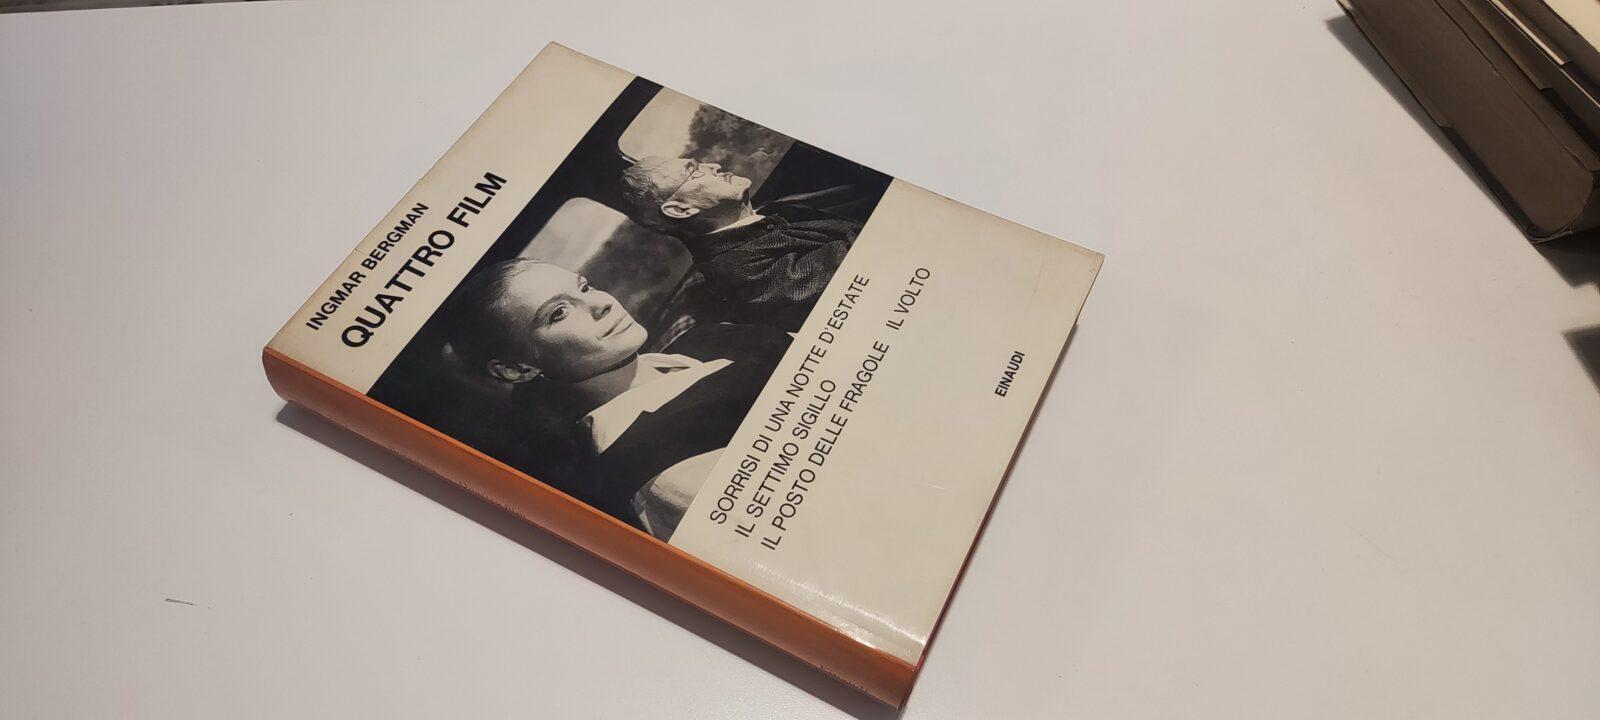 INGMAR BERGMAN
QUATTRO FILM
SORRISI DI UNA NOTTE D'ESTATE
IL SETTIMO SIGILLO
IL POSTO DELLE FRAGOLE IL VOLTO
EINAUDI